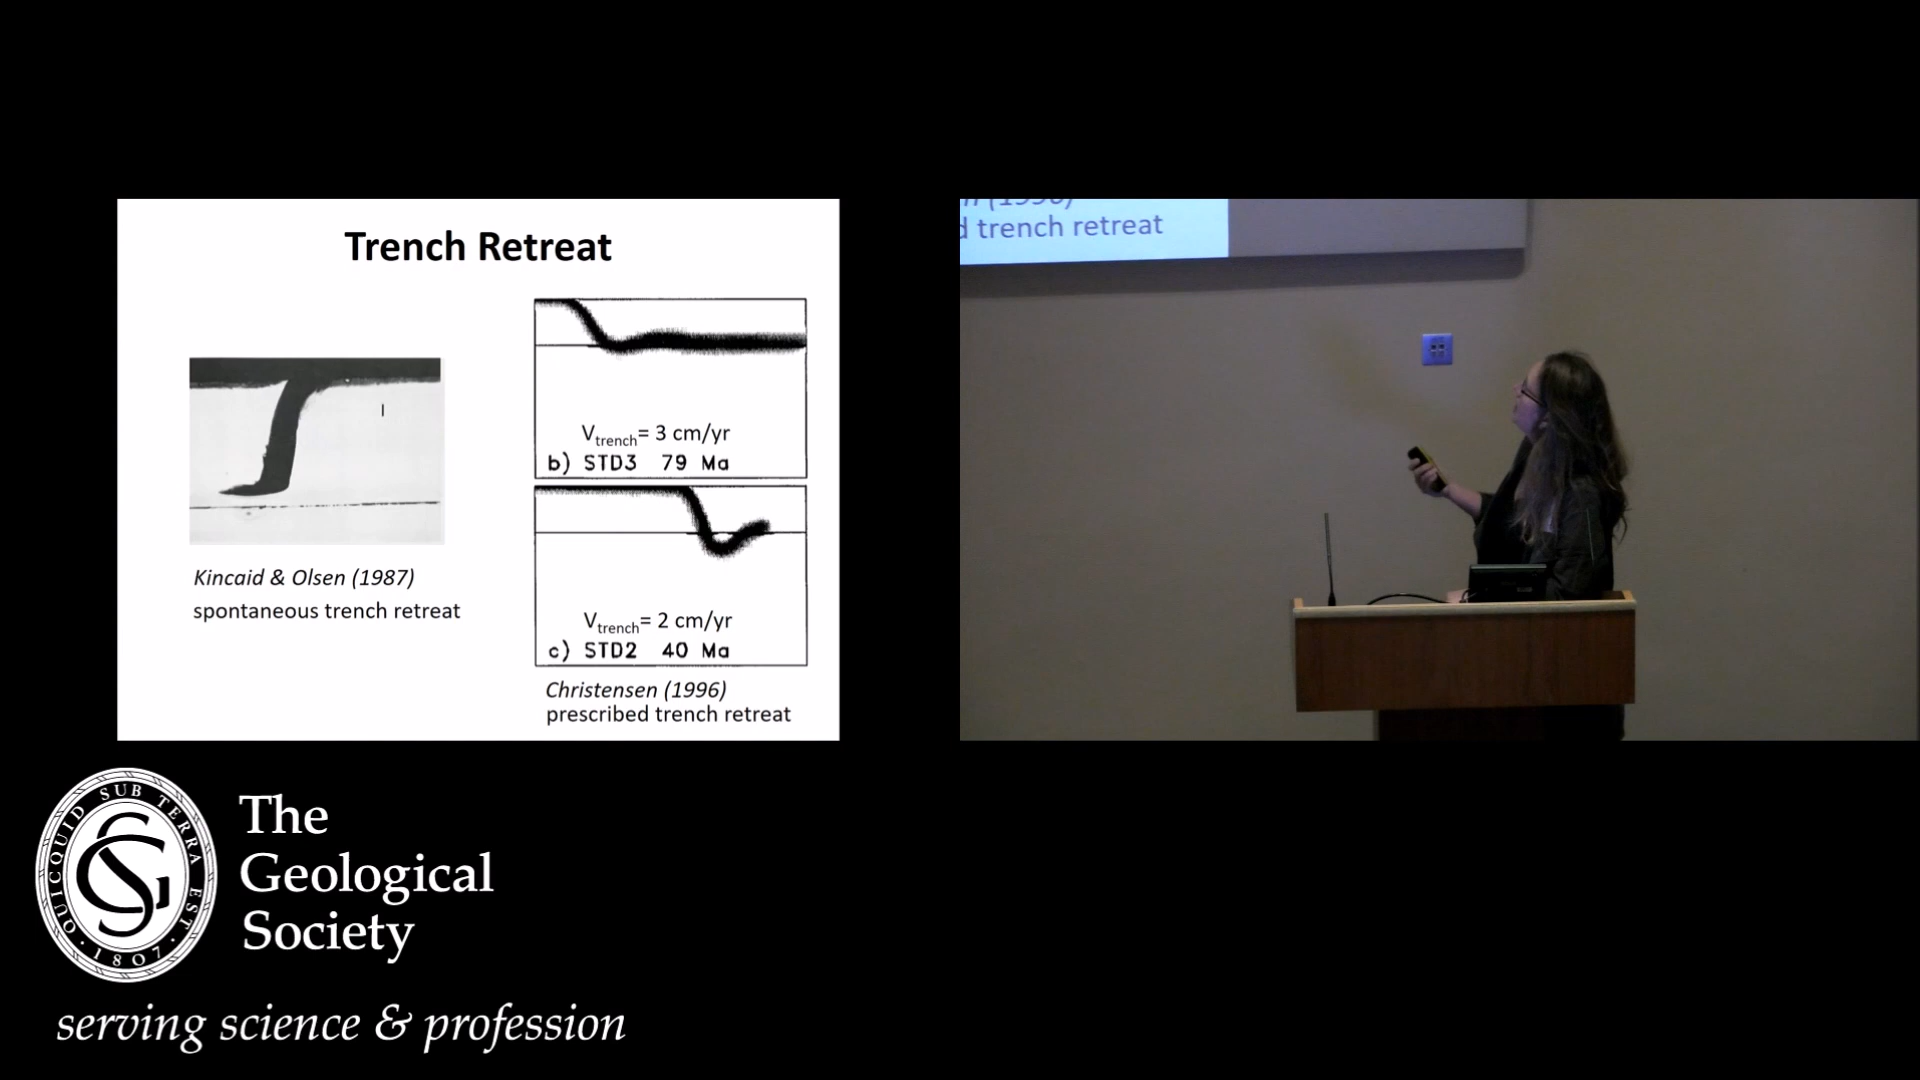 Trench Retreat
Kincaid & Olsen (1987)
spontaneous trench retreat
Vtrench= 3 cm/yr
b) STD3 79 Ma
Vtrench= 2 cm/yr
c) STD2 40 Ma
Christensen (1996)
prescribed trench retreat
(1996)
d trench retreat
QUICQUID SUB TERRA EST
1807
The
Geological
Society
serving science & profession